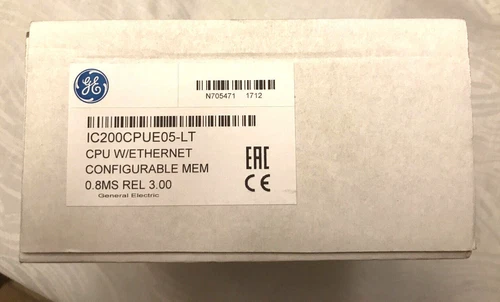 GE
N705471 1712
IC200CPUE05-LT
CPU W/ETHERNET
CONFIGURABLE MEM
0.8MS REL 3.00
General Electric
EAC
CE